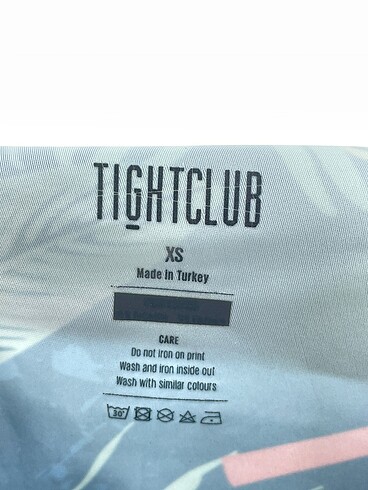 TIGHTCLUB
XS
Made In Turkey
CARE
Do not Iron on print
Wash and iron inside out
Wash with similar colours
30°